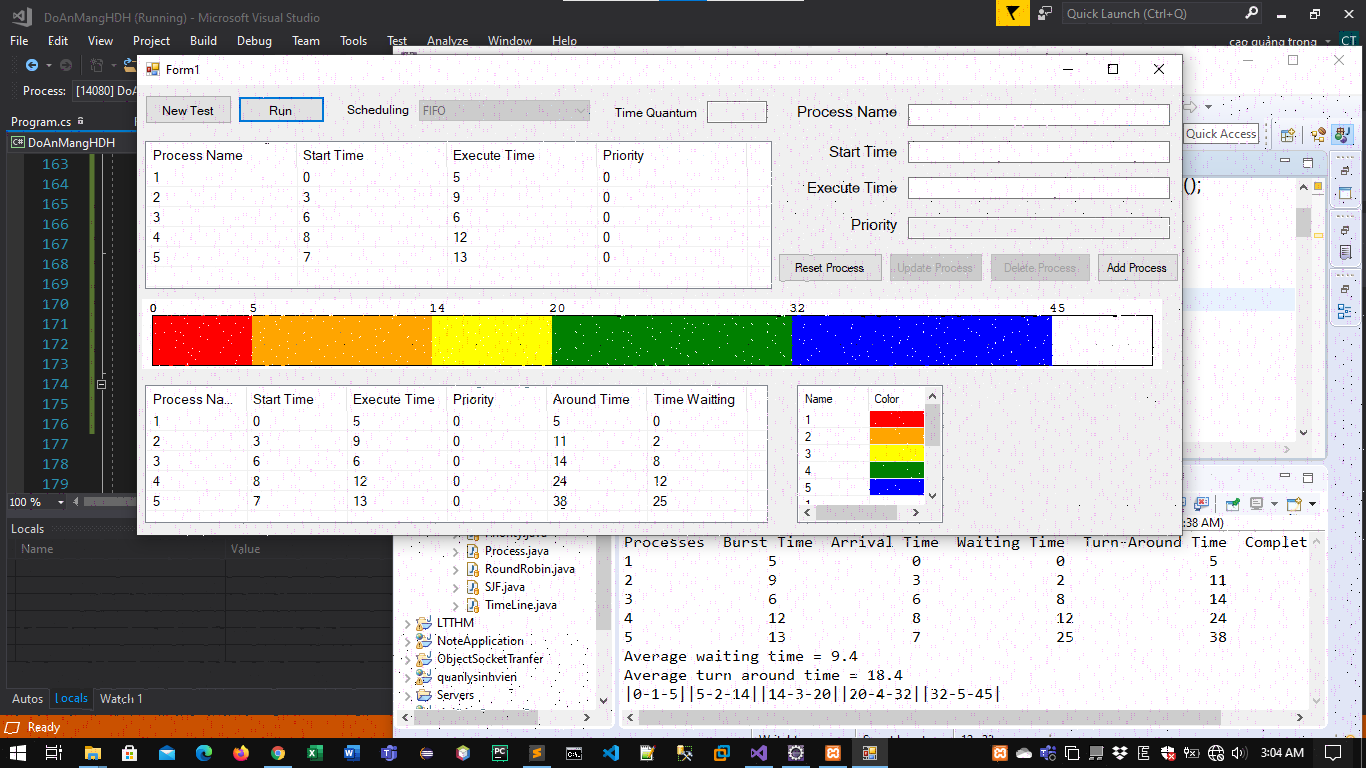 DoAnMangHDH (Running) - Microsoft Visual Studio
Quick Launch (Ctrl+Q)
File Edit View Project Build Debug Team Tools Test Analyze Window Help
cao quảng trọng CT
Process: [14080] DoA
Program.cs
DoAnMangHDH
163
164
165
166
167
168
169
170
171
172
173
174
175
176
177
178
179
100 %
Locals
Name Value
Autos Locals Watch 1
Ready
Form1
New Test Run Scheduling FIFO Time Quantum
Process Name
Start Time
Execute Time
Priority
Reset Process Update Process Delete Process Add Process
Process Name Start Time Execute Time Priority
1 0 5 0
2 3 9 0
3 6 6 0
4 8 12 0
5 7 13 0
0 5 14 20 32 45
Process Na... Start Time Execute Time Priority Around Time Time Waitting
1 0 5 0 5 0
2 3 9 0 11 2
3 6 6 0 14 8
4 8 12 0 24 12
5 7 13 0 38 25
Name Color
1
2
3
4
5
Quick Access
();
:38 AM)
Process.java
RoundRobin.java
SJF.java
TimeLine.java
LTTHM
NoteApplication
ObjectSocketTranfer
quanlysinhvien
Servers
Processes Burst Time Arrival Time Waiting Time Turn-Around Time Complet
1 5 0 0 5
2 9 3 2 11
3 6 6 8 14
4 12 8 12 24
5 13 7 25 38
Average waiting time = 9.4
Average turn around time = 18.4
|0-1-5||5-2-14||14-3-20||20-4-32||32-5-45|
3:04 AM